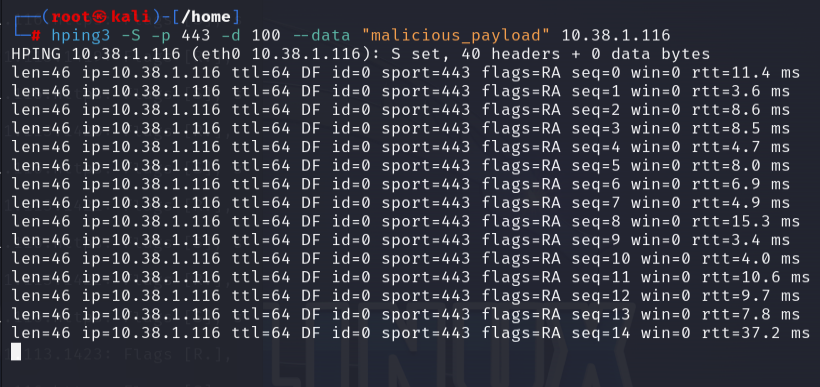 ┌──(root㉿kali)-[/home]
└─# hping3 -S -p 443 -d 100 --data "malicious_payload" 10.38.1.116
HPING 10.38.1.116 (eth0 10.38.1.116): S set, 40 headers + 0 data bytes
len=46 ip=10.38.1.116 ttl=64 DF id=0 sport=443 flags=RA seq=0 win=0 rtt=11.4 ms
len=46 ip=10.38.1.116 ttl=64 DF id=0 sport=443 flags=RA seq=1 win=0 rtt=3.6 ms
len=46 ip=10.38.1.116 ttl=64 DF id=0 sport=443 flags=RA seq=2 win=0 rtt=8.6 ms
len=46 ip=10.38.1.116 ttl=64 DF id=0 sport=443 flags=RA seq=3 win=0 rtt=8.5 ms
len=46 ip=10.38.1.116 ttl=64 DF id=0 sport=443 flags=RA seq=4 win=0 rtt=4.7 ms
len=46 ip=10.38.1.116 ttl=64 DF id=0 sport=443 flags=RA seq=5 win=0 rtt=8.0 ms
len=46 ip=10.38.1.116 ttl=64 DF id=0 sport=443 flags=RA seq=6 win=0 rtt=6.9 ms
len=46 ip=10.38.1.116 ttl=64 DF id=0 sport=443 flags=RA seq=7 win=0 rtt=4.9 ms
len=46 ip=10.38.1.116 ttl=64 DF id=0 sport=443 flags=RA seq=8 win=0 rtt=15.3 ms
len=46 ip=10.38.1.116 ttl=64 DF id=0 sport=443 flags=RA seq=9 win=0 rtt=3.4 ms
len=46 ip=10.38.1.116 ttl=64 DF id=0 sport=443 flags=RA seq=10 win=0 rtt=4.0 ms
len=46 ip=10.38.1.116 ttl=64 DF id=0 sport=443 flags=RA seq=11 win=0 rtt=10.6 ms
len=46 ip=10.38.1.116 ttl=64 DF id=0 sport=443 flags=RA seq=12 win=0 rtt=9.7 ms
len=46 ip=10.38.1.116 ttl=64 DF id=0 sport=443 flags=RA seq=13 win=0 rtt=7.8 ms
len=46 ip=10.38.1.116 ttl=64 DF id=0 sport=443 flags=RA seq=14 win=0 rtt=37.2 ms
113.1423: Flags [R.],